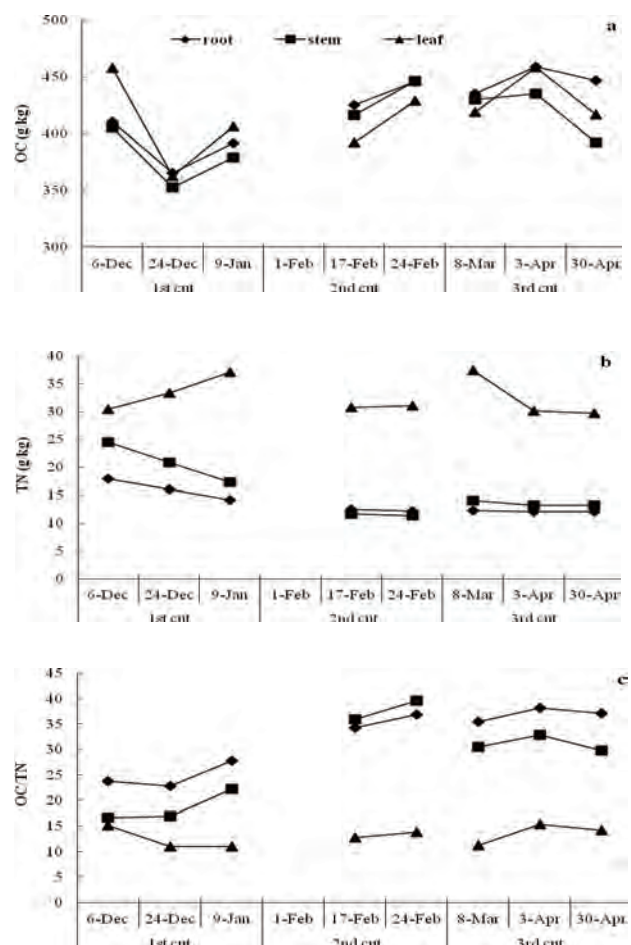 500
a
root stem leaf
450
OC (g/kg)
400
350
300
6-Dec 24-Dec 9-Jan 1-Feb 17-Feb 24-Feb 8-Mar 3-Apr 30-Apr
1st cut 2nd cut 3rd cut
40
b
35
30
25
TN (g/kg)
20
15
10
5
0
6-Dec 24-Dec 9-Jan 1-Feb 17-Feb 24-Feb 8-Mar 3-Apr 30-Apr
1st cut 2nd cut 3rd cut
45
c
40
35
30
25
OC/TN
20
15
10
5
0
6-Dec 24-Dec 9-Jan 1-Feb 17-Feb 24-Feb 8-Mar 3-Apr 30-Apr
1st cut 2nd cut 3rd cut